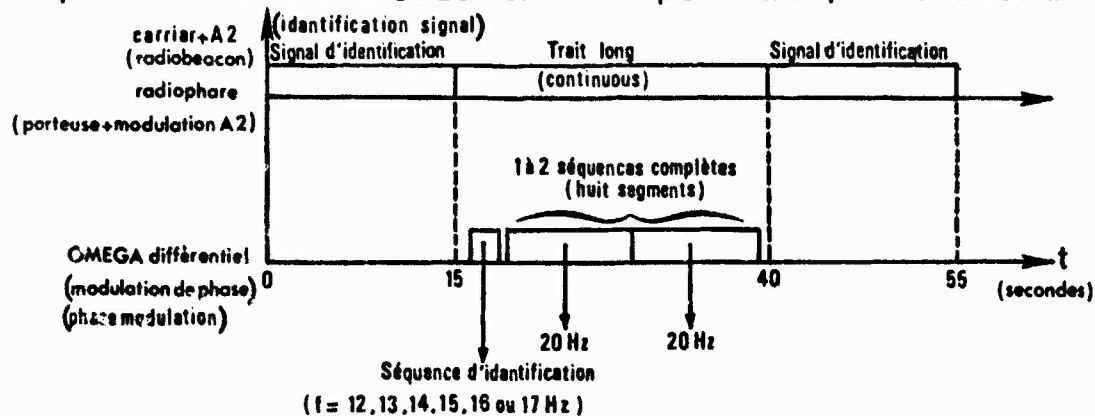 (identification signal)
carriar+A2
(radiobeacon)
Signal d'identification
Trait long
Signal d'identification
(continuous)
radiophare
(porteuse+modulation A2)
1 à 2 séquencas complètes
(huit segments)
OMEGA différentiel
0
15
40
55
t
(secondes)
(modulation de phase)
(phase modulation)
20 Hz
20 Hz
Séquence d'idantification
(f= 12,13,14,15,16 ou 17 Hz)